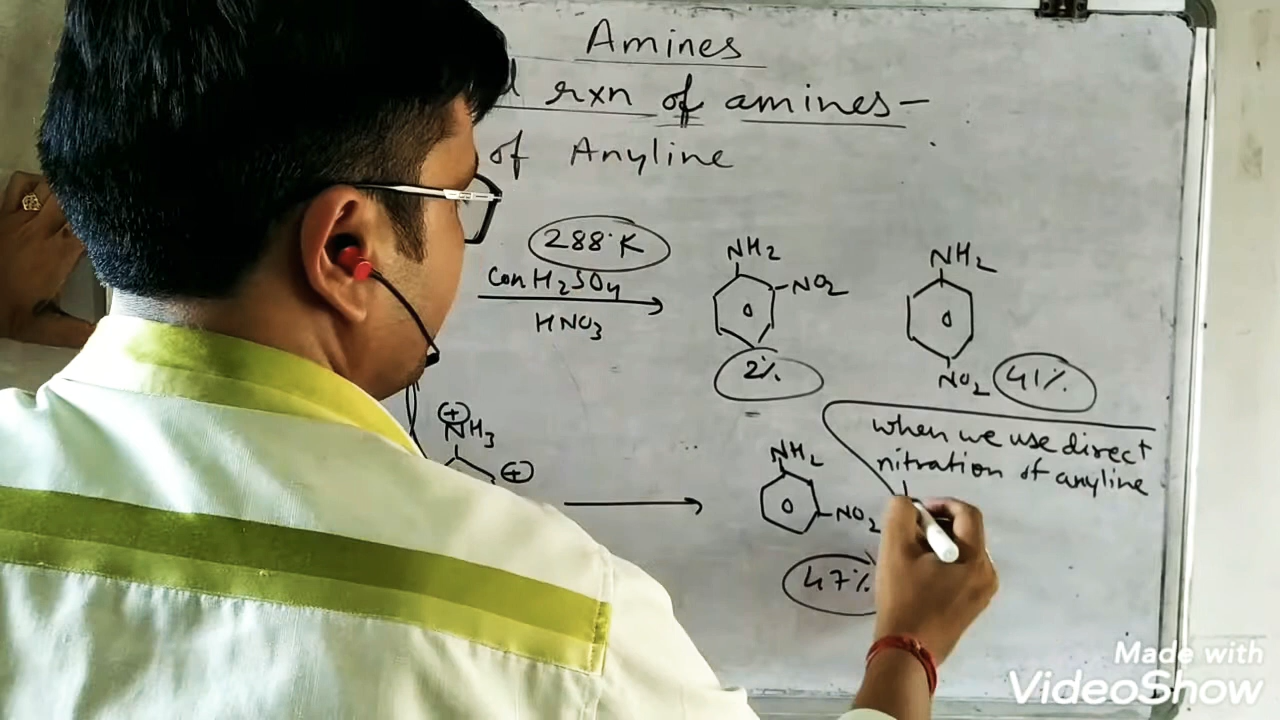 Amines
rxn of amines-
of Anyline
288°K
Con H2SO4
HNO3
NH2
NO2
2%
NH2
NO2
41%
when we use direct
nitration of anyline
NH3
NH2
NO2
47%
Made with
VideoShow